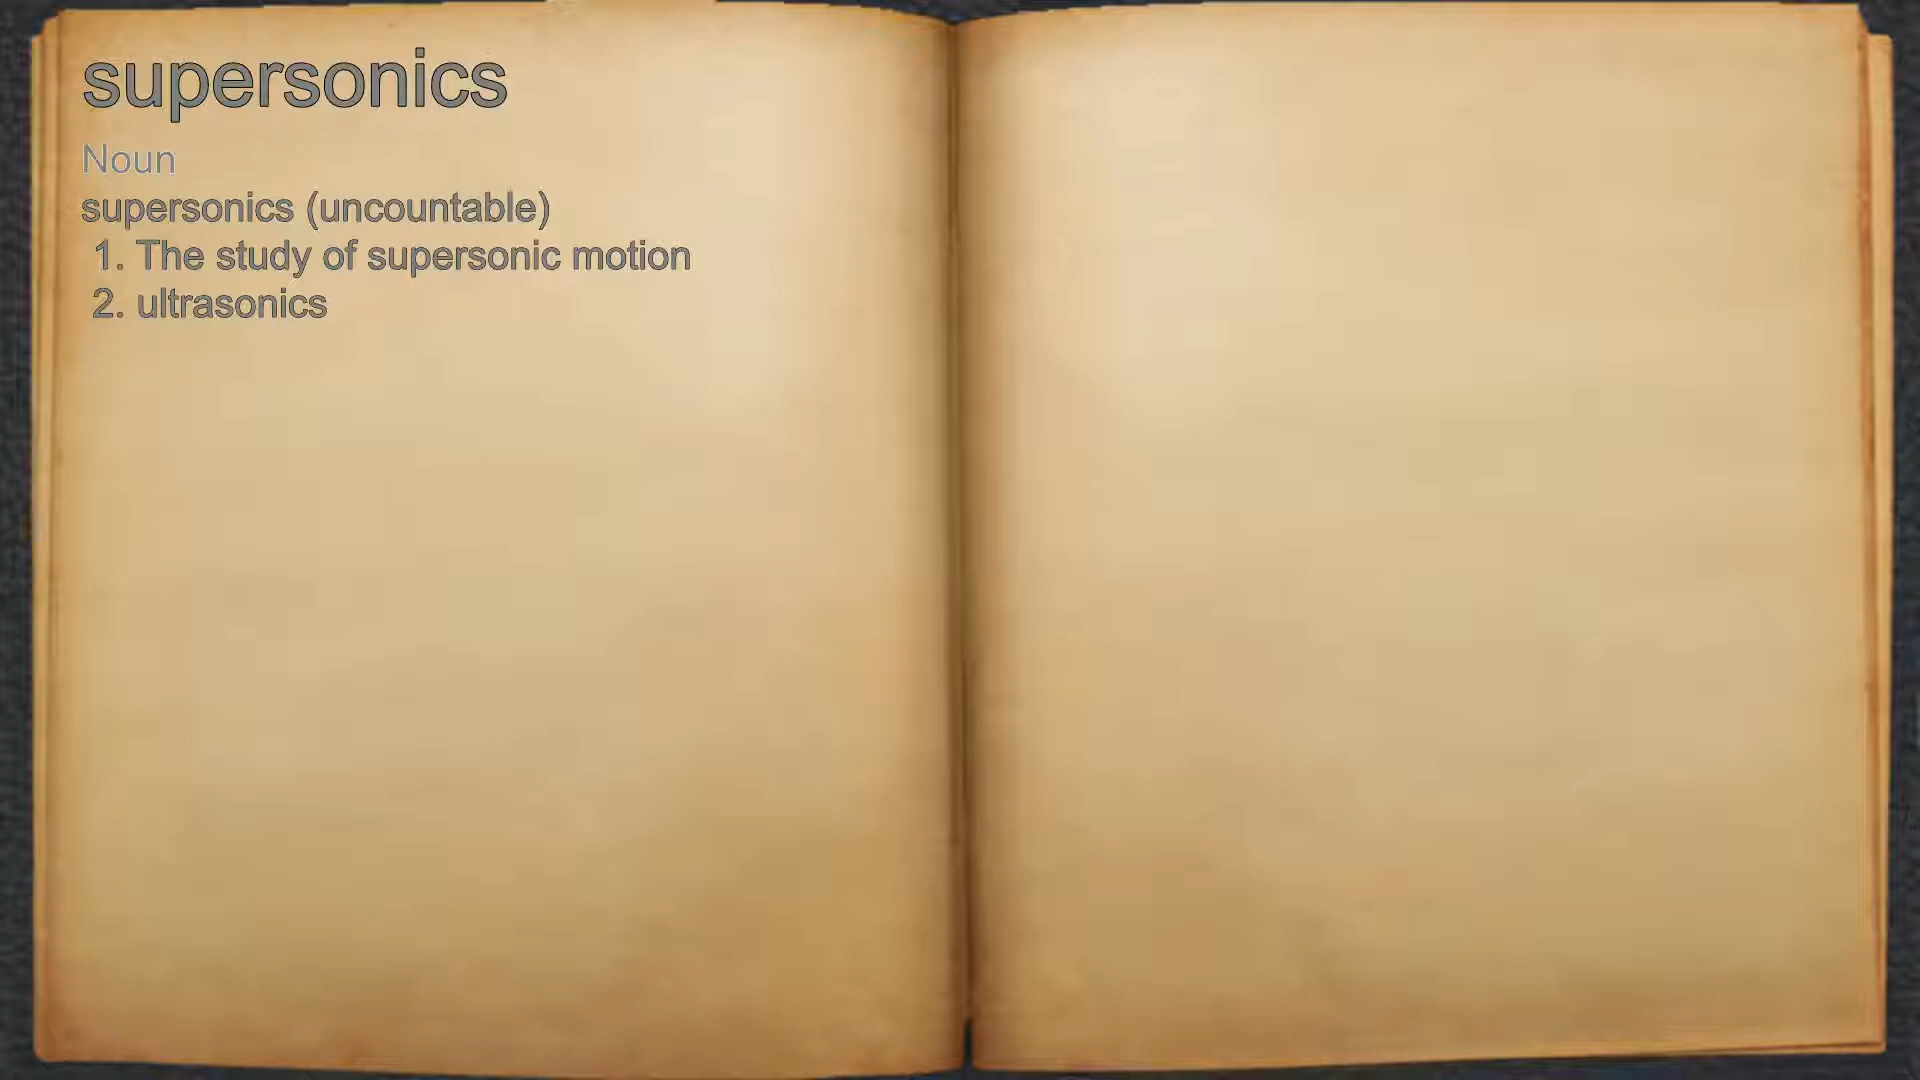 supersonics
Noun
supersonics (uncountable)
1. The study of supersonic motion
2. ultrasonics